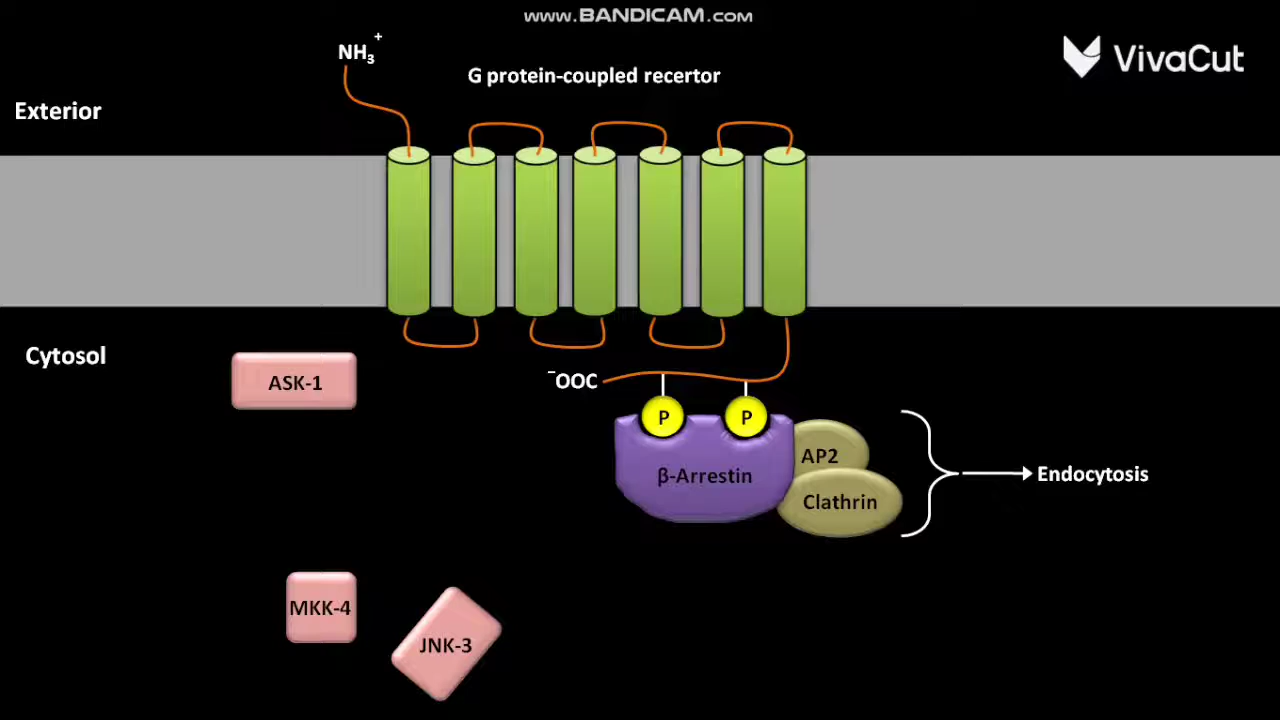 www.BANDICAM.com
NH3+
G protein-coupled recertor
VivaCut
Exterior
Cytosol
ASK-1
⁻OOC
P
P
AP2
β-Arrestin
Endocytosis
Clathrin
MKK-4
JNK-3